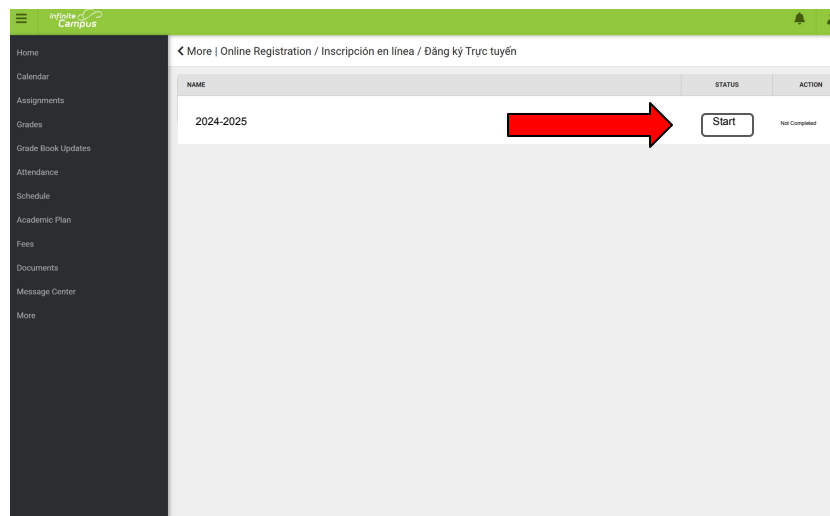 Infinite
Campus
Home
Calendar
Assignments
Grades
Grade Book Updates
Attendance
Schedule
Academic Plan
Fees
Documents
Message Center
More
More | Online Registration / Inscripción en línea / Đăng ký Trực tuyến
NAME STATUS ACTION
2024-2025 Start Not Completed